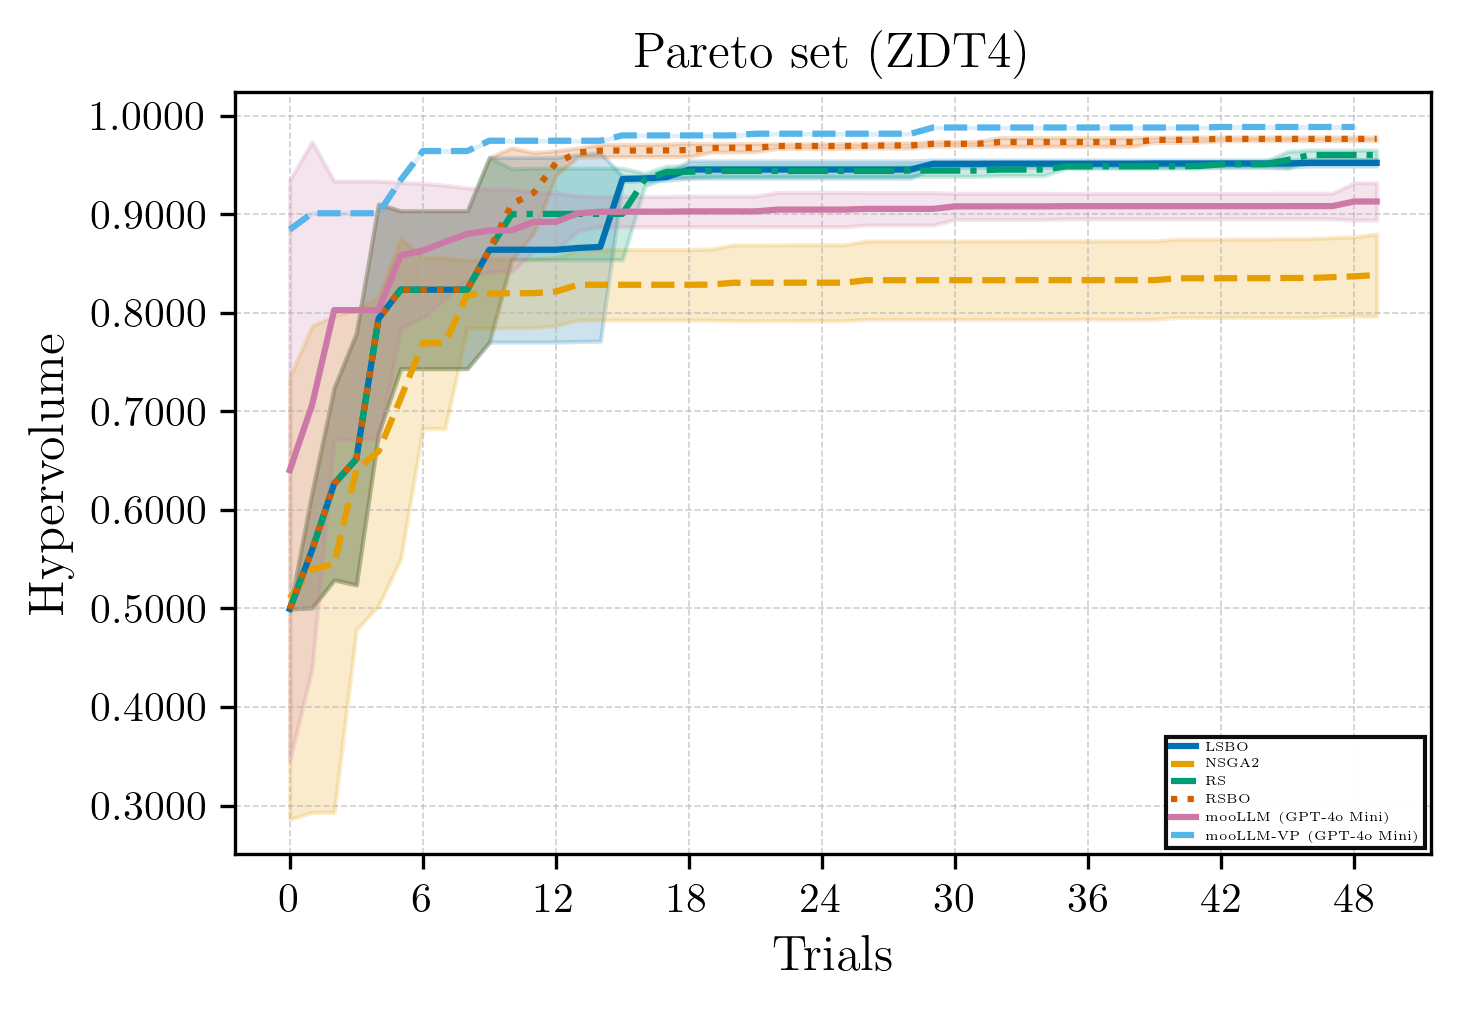 Pareto set (ZDT4)
1.0000
0.9000
0.8000
0.7000
0.6000
0.5000
0.4000
0.3000
Hypervolume
LSBO
NSGA2
RS
RSBO
mooLLM (GPT-4o Mini)
mooLLM-VP (GPT-4o Mini)
0 6 12 18 24 30 36 42 48
Trials